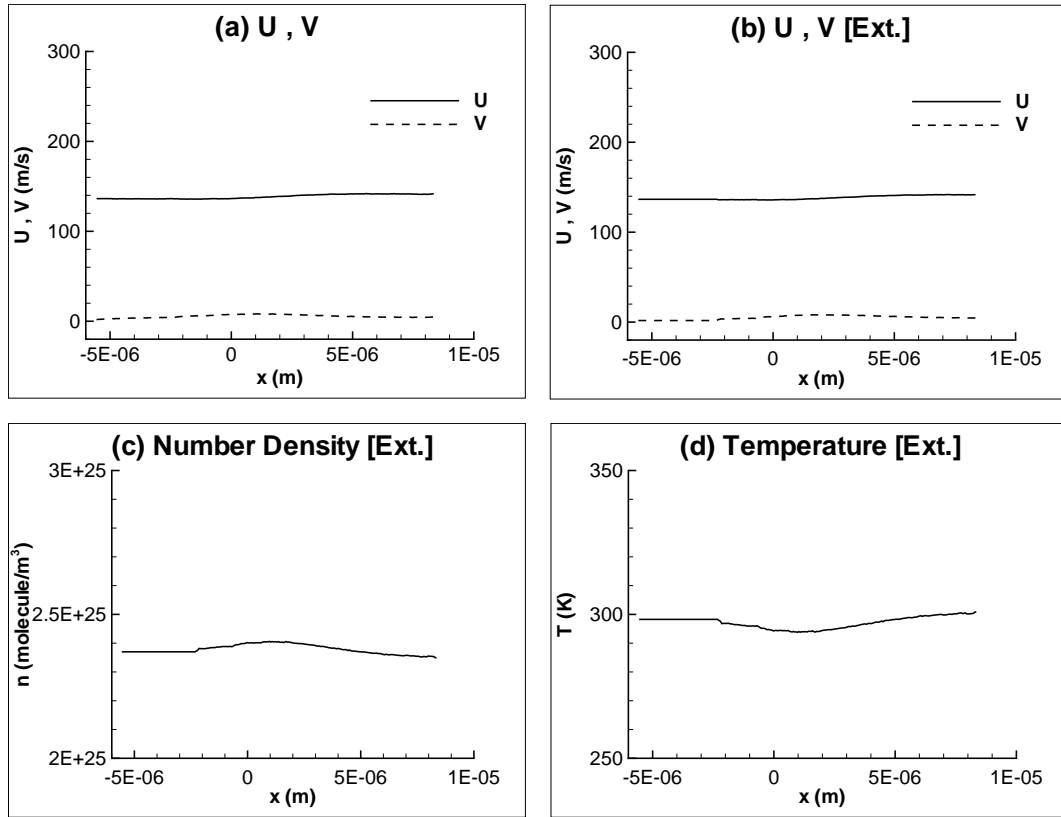 (a) U , V
300
200
100
0
U , V (m/s)
U
V
-5E-06 0 5E-06 1E-05
x (m)
(b) U , V [Ext.]
300
200
100
0
U , V (m/s)
U
V
-5E-06 0 5E-06 1E-05
x (m)
(c) Number Density [Ext.]
3E+25
2.5E+25
2E+25
n (molecule/m³)
-5E-06 0 5E-06 1E-05
x (m)
(d) Temperature [Ext.]
350
300
250
T (K)
-5E-06 0 5E-06 1E-05
x (m)